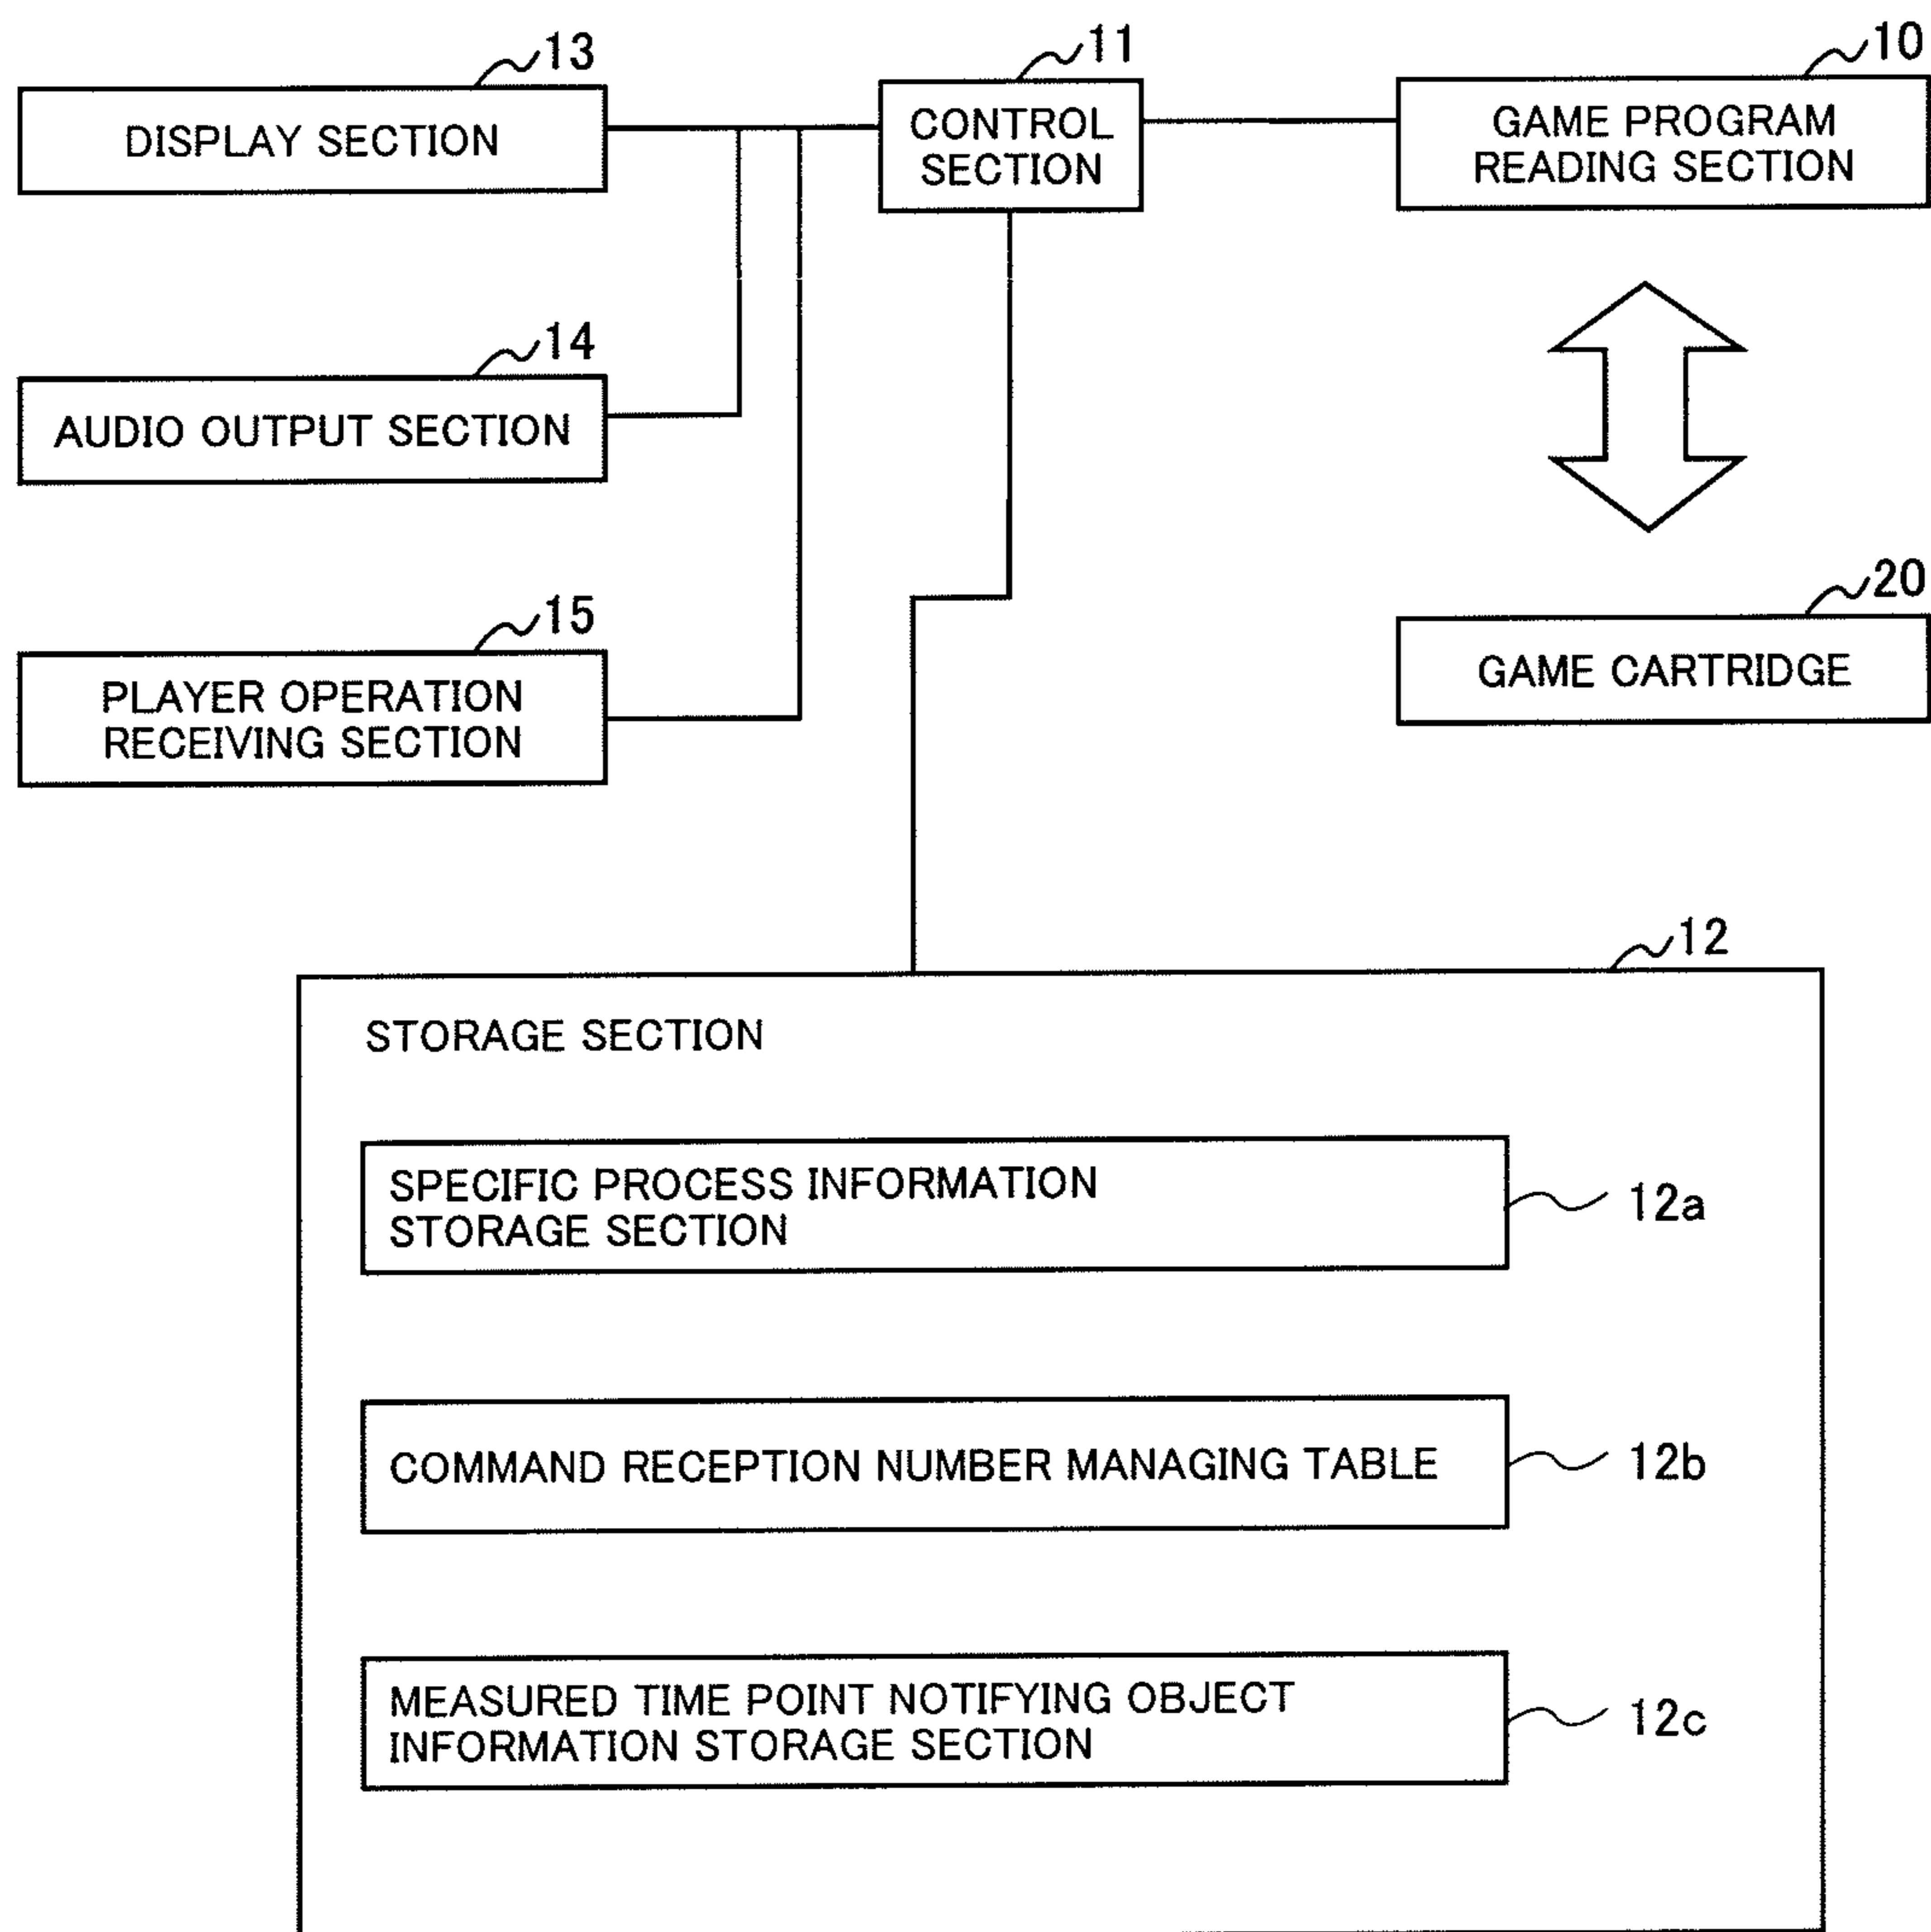 13
DISPLAY SECTION
11
CONTROL
SECTION
10
GAME PROGRAM
READING SECTION
14
AUDIO OUTPUT SECTION
15
PLAYER OPERATION
RECEIVING SECTION
20
GAME CARTRIDGE
12
STORAGE SECTION
SPECIFIC PROCESS INFORMATION
STORAGE SECTION
12a
COMMAND RECEPTION NUMBER MANAGING TABLE
12b
MEASURED TIME POINT NOTIFYING OBJECT
INFORMATION STORAGE SECTION
12c